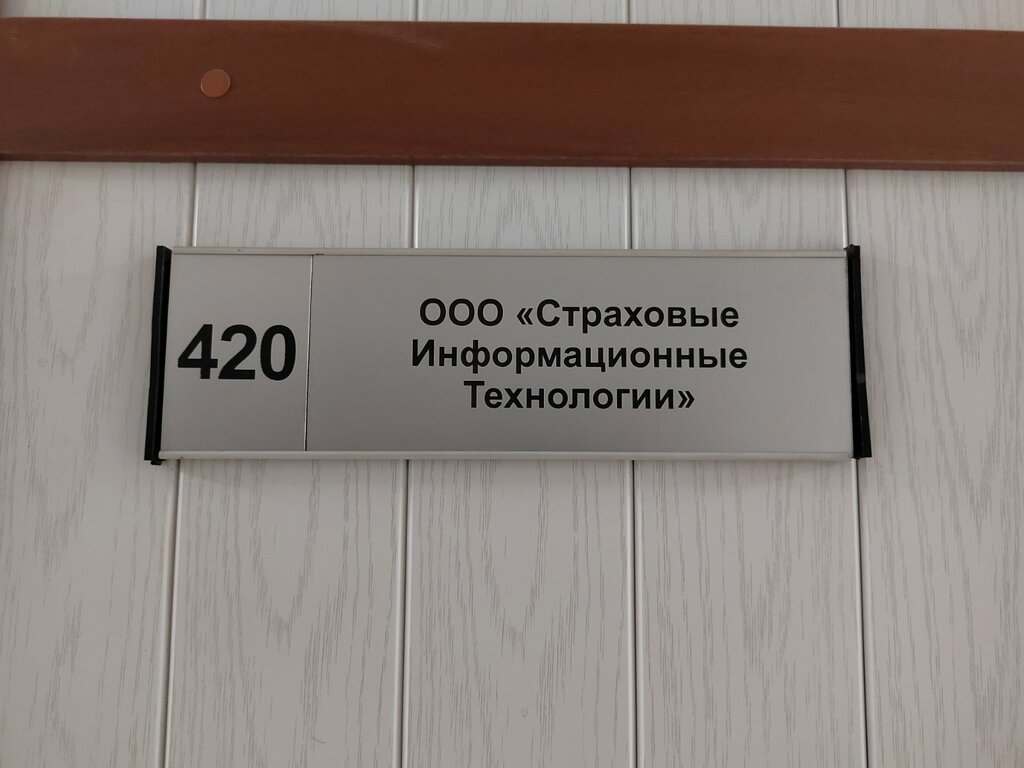 420
ООО «Страховые
Информационные
Технологии»